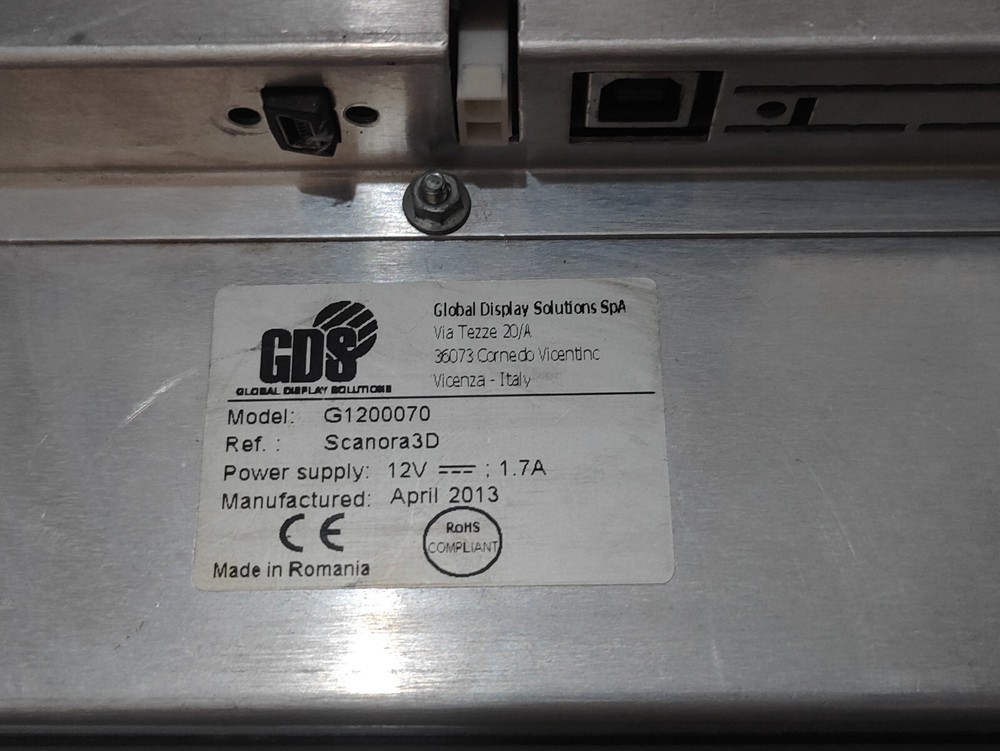 GDS
GLOBAL DISPLAY SOLUTIONS
Global Display Solutions SpA
Via Tezze 20/A
36073 Cornedo Vicentinc
Vicenza - Italy
Model: G1200070
Ref. : Scanora3D
Power supply: 12V ⎓ ; 1.7A
Manufactured: April 2013
CE
RoHS
COMPLIANT
Made in Romania